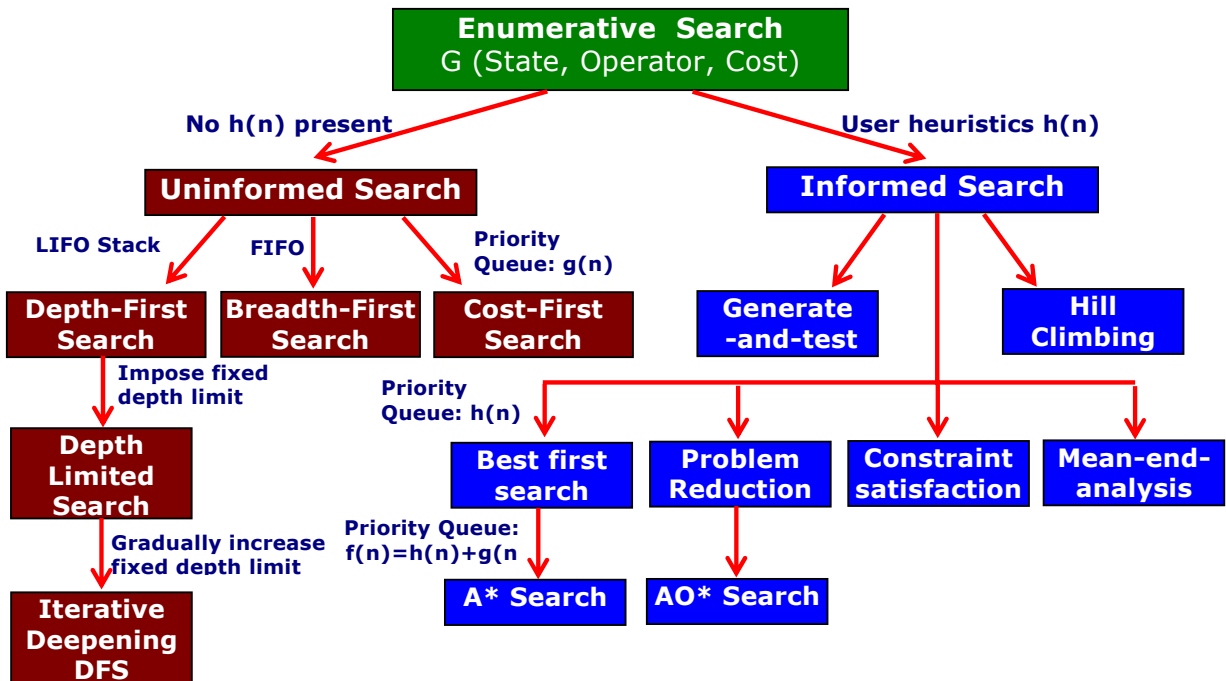 Enumerative Search
G (State, Operator, Cost)
No h(n) present
User heuristics h(n)
Uninformed Search
Informed Search
LIFO Stack
FIFO
Priority
Queue: g(n)
Depth-First
Search
Breadth-First
Search
Cost-First
Search
Generate
-and-test
Hill
Climbing
Impose fixed
depth limit
Priority
Queue: h(n)
Depth
Limited
Search
Best first
search
Problem
Reduction
Constraint
satisfaction
Mean-end-
analysis
Gradually increase
fixed depth limit
Priority Queue:
f(n)=h(n)+g(n
Iterative
Deepening
DFS
A* Search
AO* Search